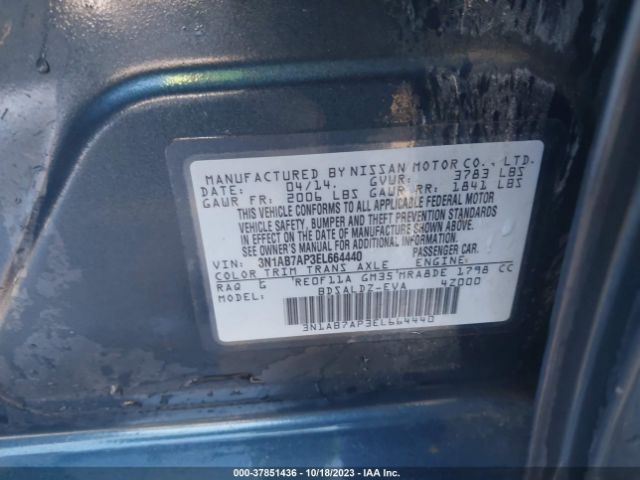 MANUFACTURED BY NISSAN MOTOR CO., LTD.
DATE: 04/14. GVWR: 3783 LBS
GAWR FR: 2006 LBS GAWR RR: 1841 LBS
THIS VEHICLE CONFORMS TO ALL APPLICABLE FEDERAL MOTOR
VEHICLE SAFETY, BUMPER AND THEFT PREVENTION STANDARDS
IN EFFECT ON THE DATE OF MANUFACTURE SHOWN ABOVE.
SEE OWNER'S MANUAL FOR LOADING. PASSENGER CAR.
VIN: 3N1AB7AP3EL664440
COLOR TRIM TRANS AXLE ENGINE:
RAQ G RE0F11A GM35 MRA8DE 1798 CC
MODEL: BDSALDZ-EVA 42000
3N1AB7AP3EL664440
000-37851436 - 10/18/2023 - IAA Inc.